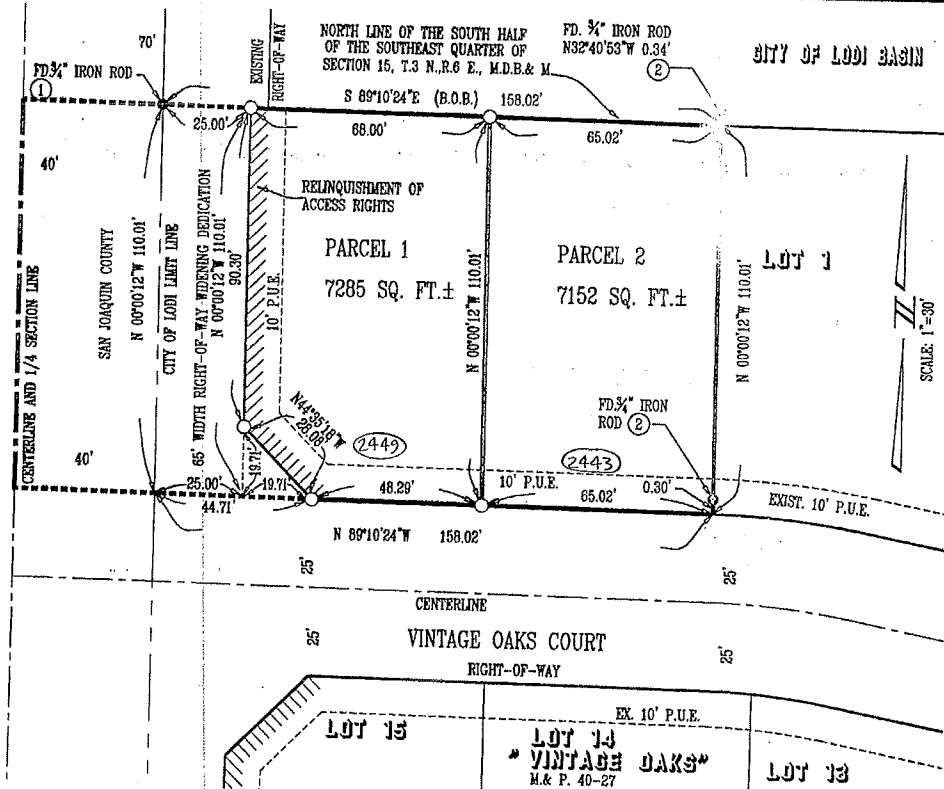 70'
NORTH LINE OF THE SOUTH HALF
OF THE SOUTHEAST QUARTER OF
SECTION 15, T.3 N.,R.6 E., M.D.B.& M.
FD. 3/4" IRON ROD
N32°40'53"W 0.34'
2
CITY OF LODI BASIN
FD.3/4" IRON ROD
1
EXISTING
RIGHT-OF-WAY
S 89°10'24"E (B.O.B.) 158.02'
25.00'
68.00'
65.02'
40'
RELINQUISHMENT OF
ACCESS RIGHTS
PARCEL 1
7285 SQ. FT.±
PARCEL 2
7152 SQ. FT.±
LOT 1
CENTERLINE AND 1/4 SECTION LINE
SAN JOAQUIN COUNTY
N 00°00'12"W 110.01'
CITY OF LODI LIMIT LINE
65' WIDTH RIGHT-OF-WAY WIDENING DEDICATION
N 00°00'12"W 110.01'
90.30'
10' P.U.E.
N 00°00'12"W 110.01'
N 00°00'12"W 110.01'
SCALE: 1"=30'
N44°35'18"W
28.08'
2449
FD.3/4" IRON
ROD 2
2443
40'
25.00'
19.71'
19.71'
44.71'
48.29'
10' P.U.E.
65.02'
0.30'
EXIST. 10' P.U.E.
N 89°10'24"W 158.02'
25'
25'
CENTERLINE
VINTAGE OAKS COURT
25'
25'
RIGHT-OF-WAY
EX. 10' P.U.E.
LOT 15
LOT 14
" VINTAGE OAKS"
M.& P. 40-27
LOT 13